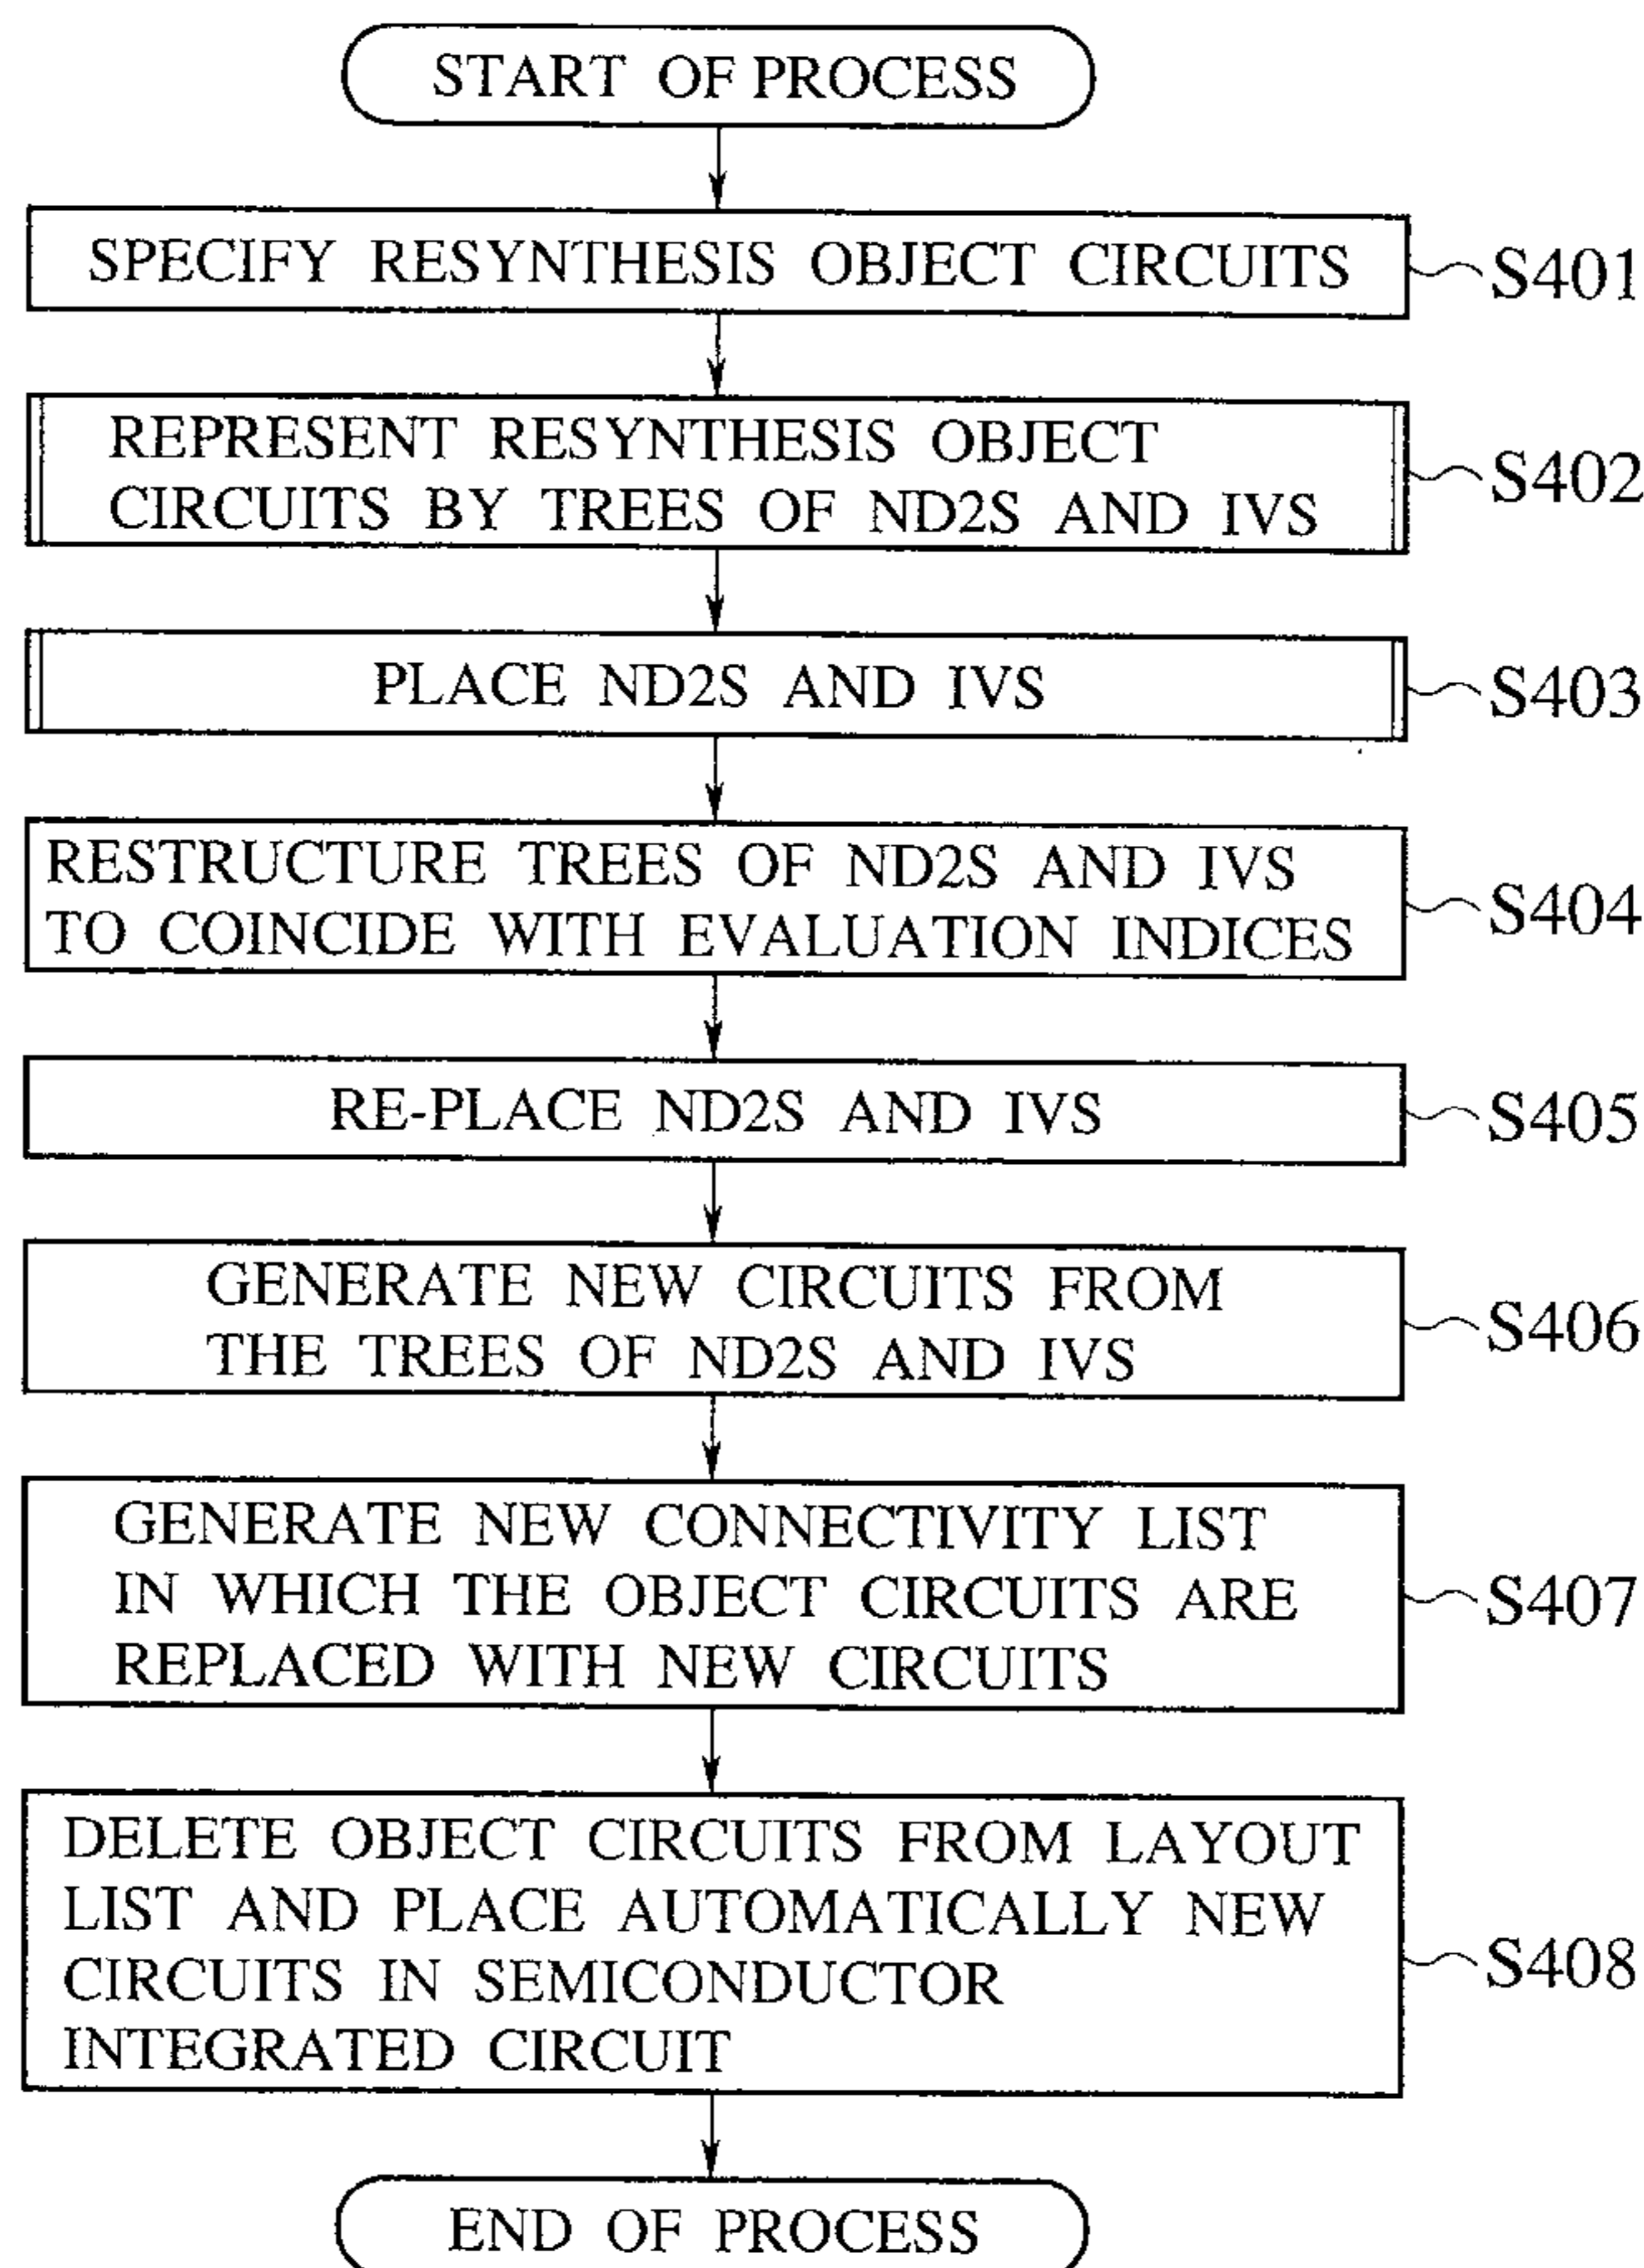 START OF PROCESS
SPECIFY RESYNTHESIS OBJECT CIRCUITS
S401
REPRESENT RESYNTHESIS OBJECT
CIRCUITS BY TREES OF ND2S AND IVS
S402
PLACE ND2S AND IVS
S403
RESTRUCTURE TREES OF ND2S AND IVS
TO COINCIDE WITH EVALUATION INDICES
S404
RE-PLACE ND2S AND IVS
S405
GENERATE NEW CIRCUITS FROM
THE TREES OF ND2S AND IVS
S406
GENERATE NEW CONNECTIVITY LIST
IN WHICH THE OBJECT CIRCUITS ARE
REPLACED WITH NEW CIRCUITS
S407
DELETE OBJECT CIRCUITS FROM LAYOUT
LIST AND PLACE AUTOMATICALLY NEW
CIRCUITS IN SEMICONDUCTOR
INTEGRATED CIRCUIT
S408
END OF PROCESS